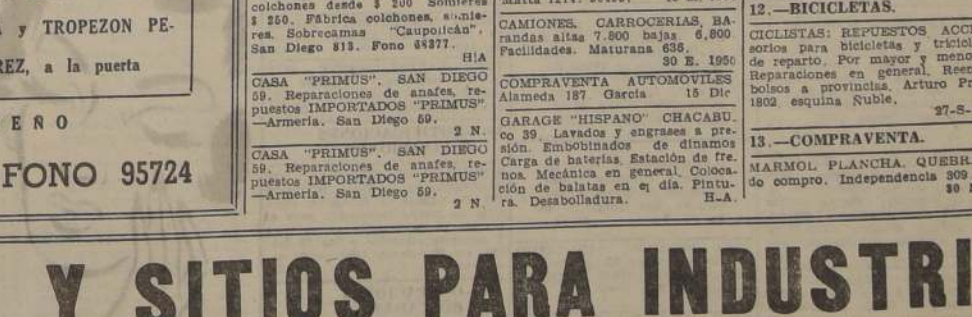 y TROPEZON PE-
REZ, a la puerta
E Ñ O
FONO 95724
colchones desde $ 200 Somieres
$ 250. Fábrica colchones, somie-
res. Sobrecamas "Caupolicán".
San Diego 813. Fono
H|A
CASA "PRIMUS". SAN DIEGO
59. Reparaciones de anafes, re-
puestos IMPORTADOS "PRIMUS"
—Armería. San Diego 59.
2 N.
CASA "PRIMUS". SAN DIEGO
59. Reparaciones de anafes, re-
puestos IMPORTADOS "PRIMUS"
—Armería. San Diego 59.
2 N.
CAMIONES. CARROCERIAS, BA-
randas altas 7.800 bajas 6,800
Facilidades. Maturana 636.
30 E. 1950
COMPRAVENTA AUTOMOVILES
Alameda 187 García 15 Dic
GARAGE "HISPANO" CHACABU.
co 39. Lavados y engrases a pre-
sión. Embobinados de dinamos
Carga de baterías. Estación de fre.
nos. Mecánica en general. Coloca-
ción de balatas en el día. Pintu-
ra. Desabolladura. H-A.
12.—BICICLETAS.
CICLISTAS: REPUESTOS ACCE
sorios para bicicletas y tricicl
de reparto. Por mayor y menor
Reparaciones en general. Reem
bolsos a provincias. Arturo Pr
1802 esquina Ñuble.
27-S-
13.—COMPRAVENTA.
MARMOL PLANCHA. QUEBR
do compro. Independencia 309
30
Y SITIOS PARA INDUSTRI